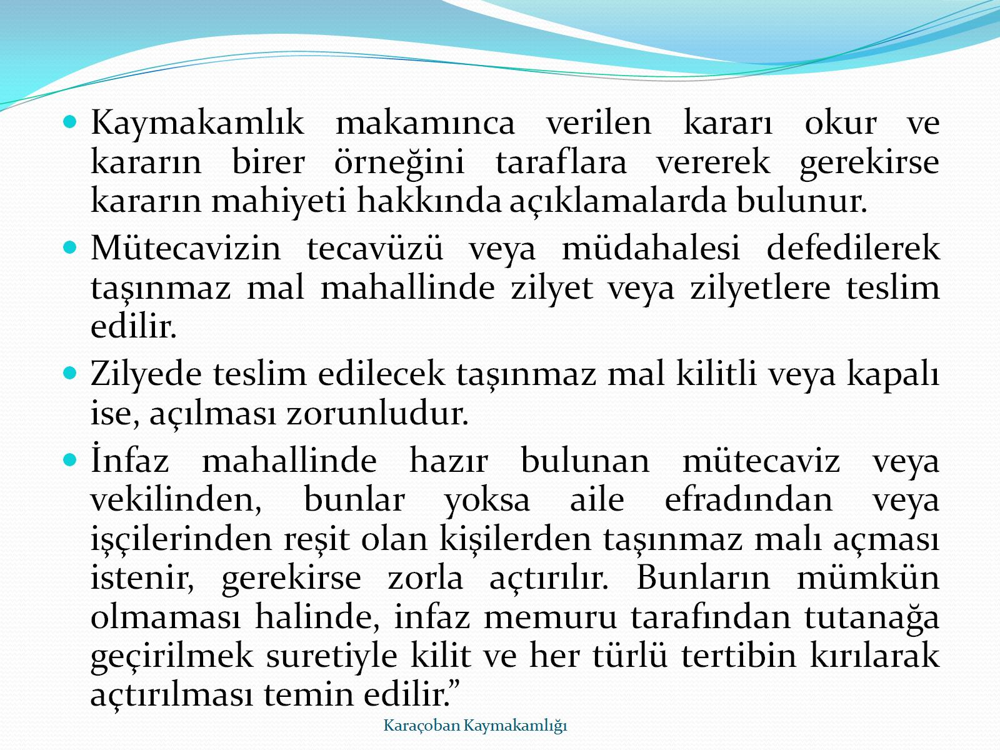 • Kaymakamlık makamınca verilen kararı okur ve
kararın birer örneğini taraflara vererek gerekirse
kararın mahiyeti hakkında açıklamalarda bulunur.
• Mütecavizin tecavüzü veya müdahalesi defedilerek
taşınmaz mal mahallinde zilyet veya zilyetlere teslim
edilir.
• Zilyede teslim edilecek taşınmaz mal kilitli veya kapalı
ise, açılması zorunludur.
• İnfaz mahallinde hazır bulunan mütecaviz veya
vekilinden, bunlar yoksa aile efradından veya
işçilerinden reşit olan kişilerden taşınmaz malı açması
istenir, gerekirse zorla açtırılır. Bunların mümkün
olmaması halinde, infaz memuru tarafından tutanağa
geçirilmek suretiyle kilit ve her türlü tertibin kırılarak
açtırılması temin edilir.”
Karaçoban Kaymakamlığı